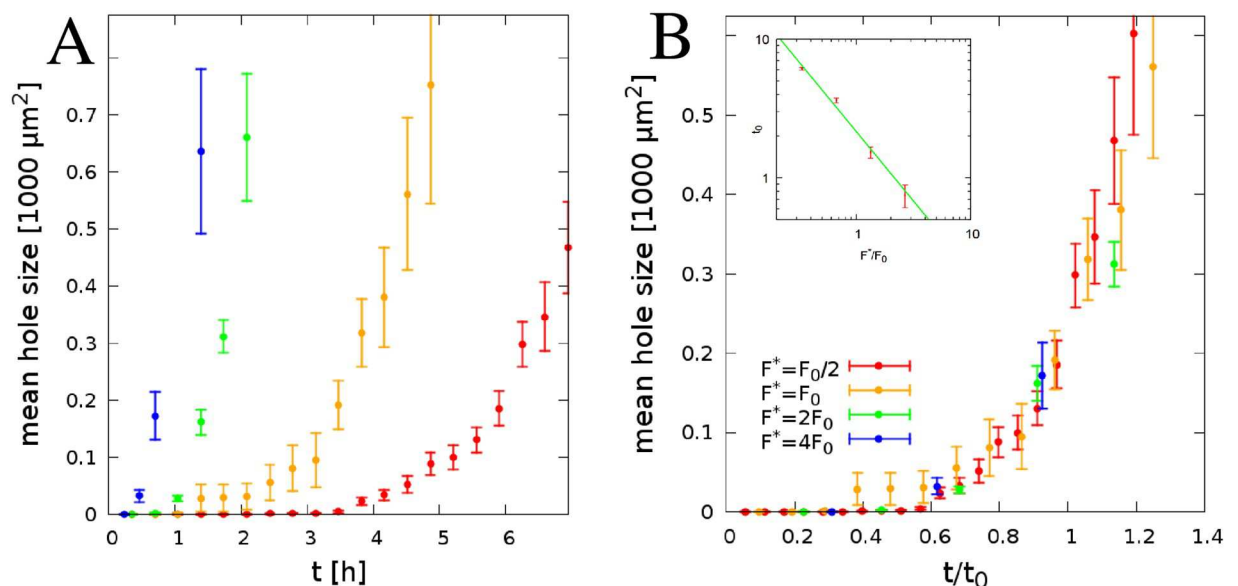 A
mean hole size [1000 μm²]
0.7
0.6
0.5
0.4
0.3
0.2
0.1
0
0 1 2 3 4 5 6
t [h]
B
mean hole size [1000 μm²]
0.5
0.4
0.3
0.2
0.1
0
0 0.2 0.4 0.6 0.8 1 1.2 1.4
t/t₀
10
1
t₀
1 10
F*/F₀
F*=F₀/2
F*=F₀
F*=2F₀
F*=4F₀